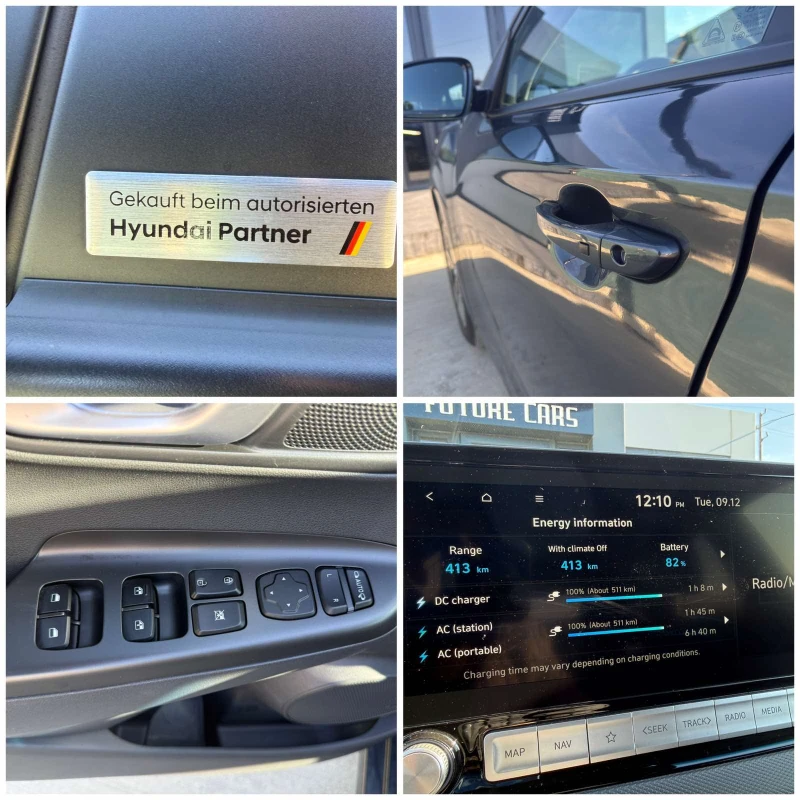 Gekauft beim autorisierten
Hyundai Partner
L
R
AUTO
FUTURE CARS
12:10 PM Tue, 09.12
Energy information
Range
With climate Off
Battery
413 km
413 km
82%
DC charger
100% (About 511 km)
1 h 8 m
AC (station)
100% (About 511 km)
1 h 45 m
AC (portable)
6 h 40 m
Charging time may vary depending on charging conditions.
Radio/M
MAP
NAV
<SEEK
TRACK>
RADIO
MEDIA